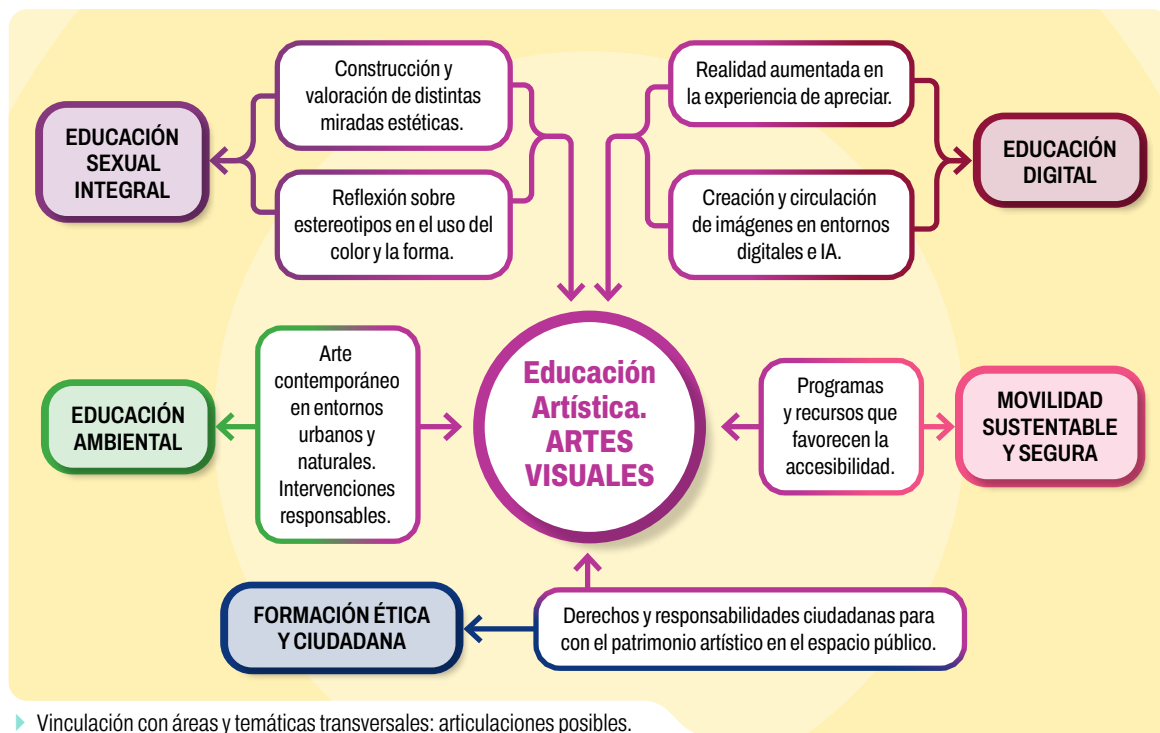 EDUCACIÓN
SEXUAL
INTEGRAL
Construcción y
valoración de distintas
miradas estéticas.
Reflexión sobre
estereotipos en el uso del
color y la forma.
Realidad aumentada en
la experiencia de apreciar.
Creación y circulación
de imágenes en entornos
digitales e IA.
EDUCACIÓN
DIGITAL
EDUCACIÓN
AMBIENTAL
Arte
contemporáneo
en entornos
urbanos y
naturales.
Intervenciones
responsables.
Educación
Artística.
ARTES
VISUALES
Programas
y recursos que
favorecen la
accesibilidad.
MOVILIDAD
SUSTENTABLE
Y SEGURA
FORMACIÓN ÉTICA
Y CIUDADANA
Derechos y responsabilidades ciudadanas para
con el patrimonio artístico en el espacio público.
Vinculación con áreas y temáticas transversales: articulaciones posibles.